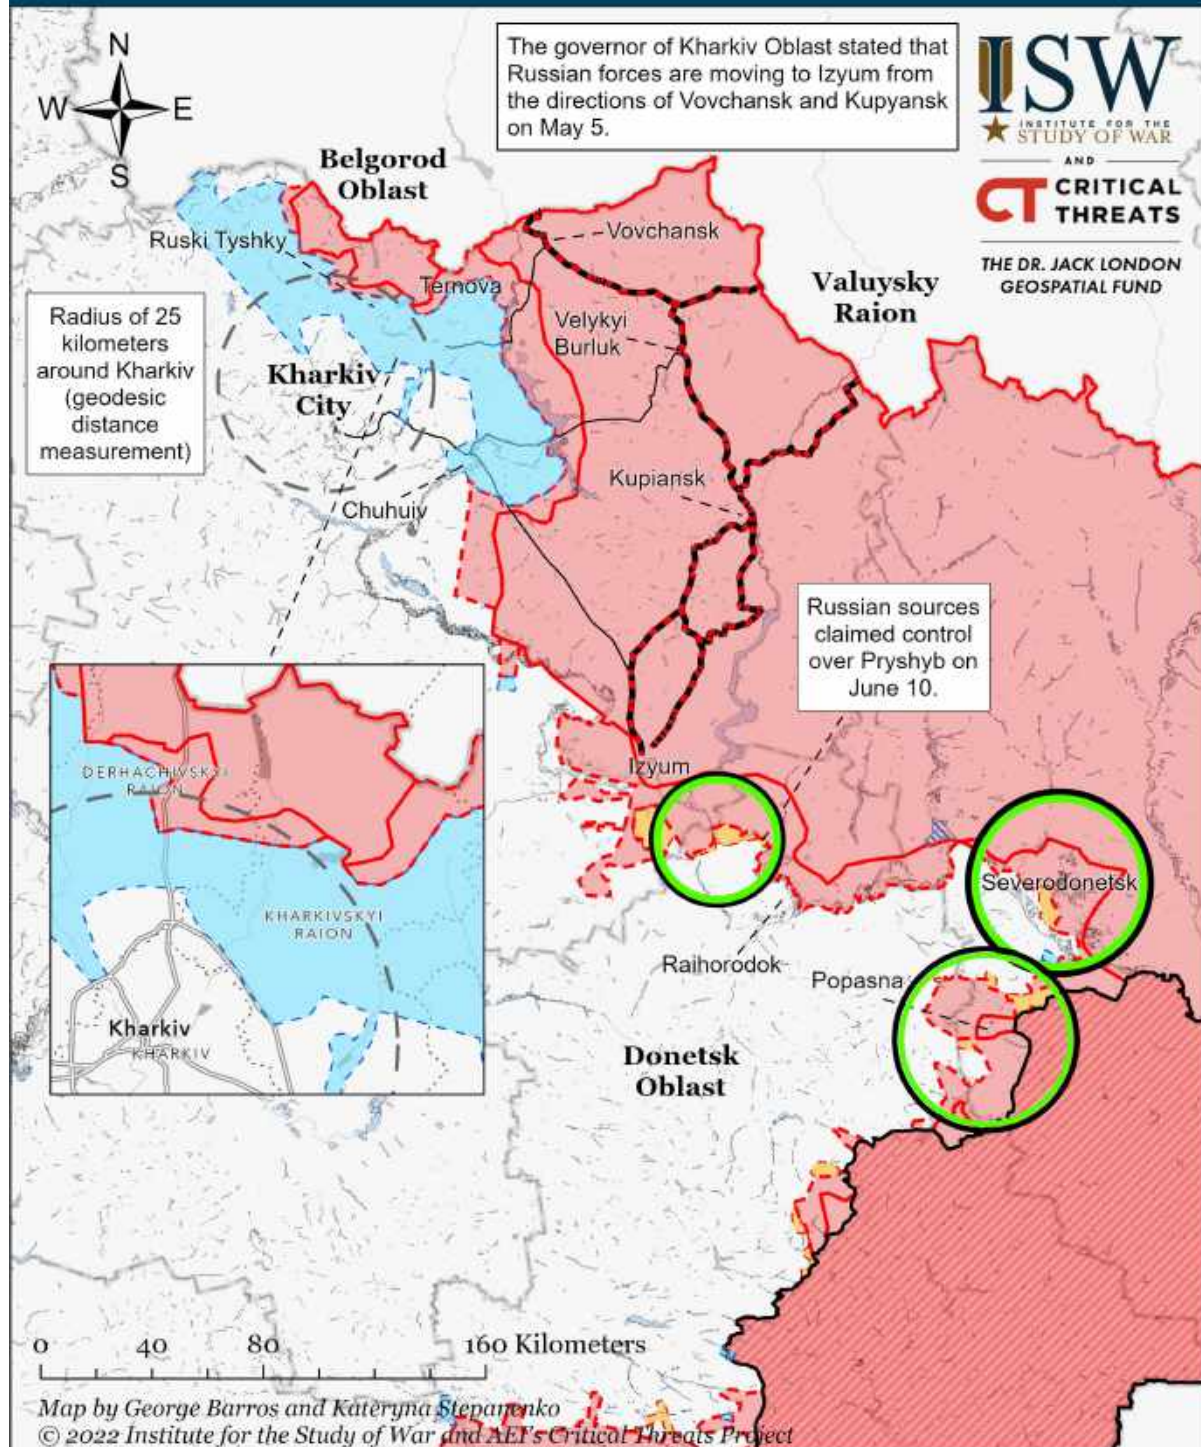 N
W E
S
The governor of Kharkiv Oblast stated that
Russian forces are moving to Izyum from
the directions of Vovchansk and Kupyansk
on May 5.
ISW
INSTITUTE FOR THE
STUDY OF WAR
AND
CT CRITICAL
THREATS
THE DR. JACK LONDON
GEOSPATIAL FUND
Belgorod
Oblast
Ruski Tyshky
Vovchansk
Ternova
Valuysky
Raion
Radius of 25
kilometers
around Kharkiv
(geodesic
distance
measurement)
Velykyi
Burluk
Kharkiv
City
Kupiansk
Chuhuiv
Russian sources
claimed control
over Pryshyb on
June 10.
Izyum
DERHACHIVSKYI
RAION
KHARKIVSKYI
RAION
Kharkiv
KHARKIV
Severodonetsk
Raihorodok
Popasna
Donetsk
Oblast
0 40 80 160 Kilometers
Map by George Barros and Kateryna Stepanenko
© 2022 Institute for the Study of War and AEI's Critical Threats Project